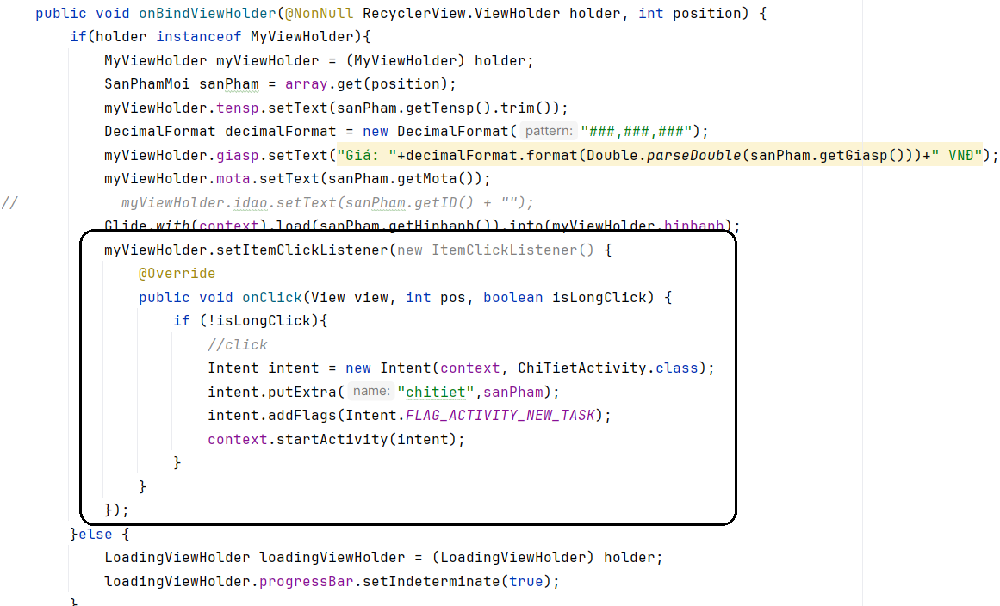 public void onBindViewHolder(@NonNull RecyclerView.ViewHolder holder, int position) {
if(holder instanceof MyViewHolder){
MyViewHolder myViewHolder = (MyViewHolder) holder;
SanPhamMoi sanPham = array.get(position);
myViewHolder.tensp.setText(sanPham.getTensp().trim());
DecimalFormat decimalFormat = new DecimalFormat( pattern: "###,###,###");
myViewHolder.giasp.setText("Giá: "+decimalFormat.format(Double.parseDouble(sanPham.getGiasp()))+" VNĐ");
myViewHolder.mota.setText(sanPham.getMota());
// myViewHolder.idao.setText(sanPham.getID() + "");
Glide.with(context).load(sanPham.getHinhanh()).into(myViewHolder.hinhanh);
myViewHolder.setItemClickListener(new ItemClickListener() {
@Override
public void onClick(View view, int pos, boolean isLongClick) {
if (!isLongClick){
//click
Intent intent = new Intent(context, ChiTietActivity.class);
intent.putExtra( name: "chitiet",sanPham);
intent.addFlags(Intent.FLAG_ACTIVITY_NEW_TASK);
context.startActivity(intent);
}
}
});
}else {
LoadingViewHolder loadingViewHolder = (LoadingViewHolder) holder;
loadingViewHolder.progressBar.setIndeterminate(true);
}